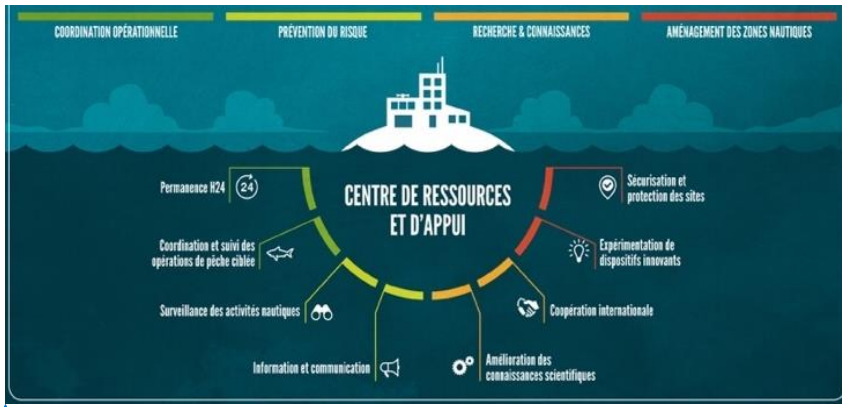 COORDINATION OPÉRATIONNELLE
PRÉVENTION DU RISQUE
RECHERCHE & CONNAISSANCES
AMÉNAGEMENT DES ZONES NAUTIQUES
CENTRE DE RESSOURCES
ET D'APPUI
Permanence H24
24
Coordination et suivi des
opérations de pêche ciblée
Surveillance des activités nautiques
Information et communication
Amélioration des
connaissances scientifiques
Coopération internationale
Expérimentation de
dispositifs innovants
Sécurisation et
protection des sites